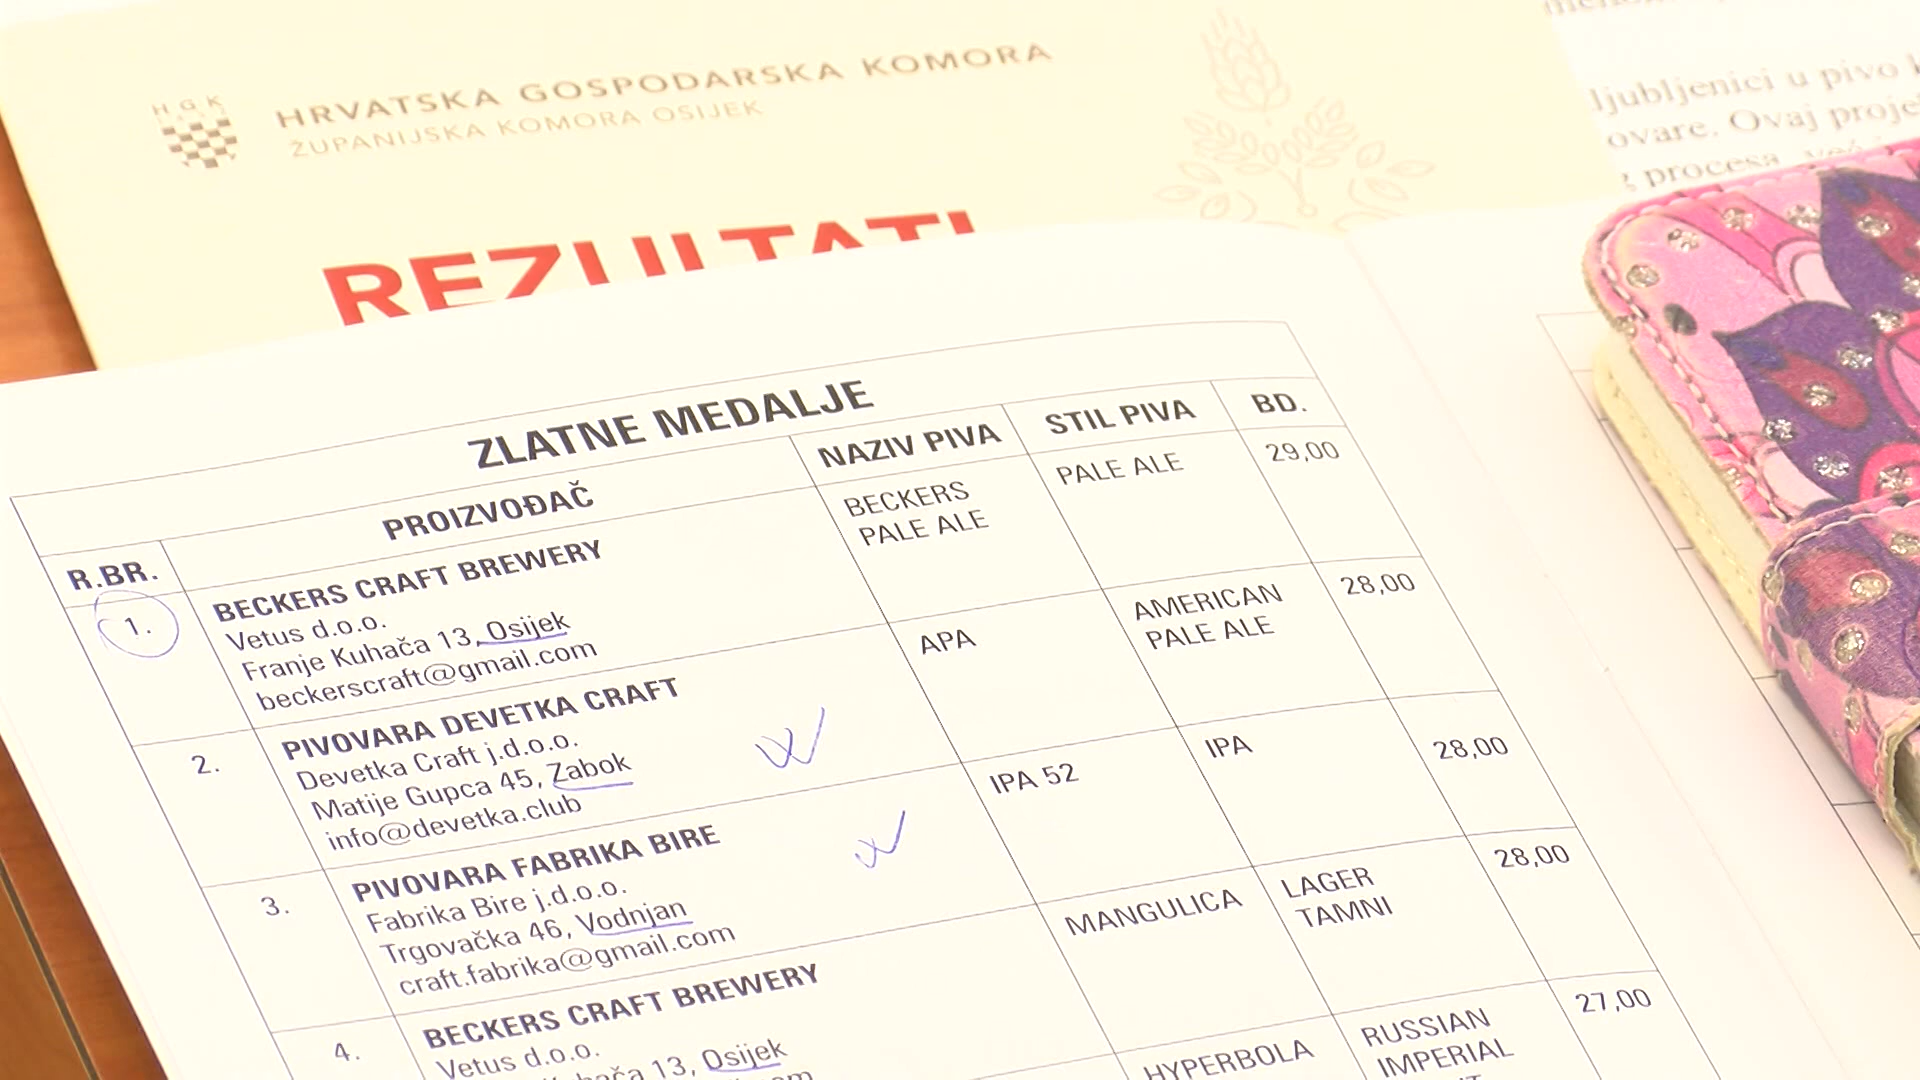 HGK
HRVATSKA GOSPODARSKA KOMORA
ŽUPANIJSKA KOMORA OSIJEK
REZULTATI
ljubljenici u pivo
ovare. Ovaj proje
procesa, već
ZLATNE MEDALJE
R.BR. PROIZVOĐAČ NAZIV PIVA STIL PIVA BD.
1. BECKERS CRAFT BREWERY BECKERS PALE ALE 29,00
Vetus d.o.o. PALE ALE
Franje Kuhača 13, Osijek
beckerscraft@gmail.com
2. PIVOVARA DEVETKA CRAFT APA AMERICAN 28,00
Devetka Craft j.d.o.o. PALE ALE
Matije Gupca 45, Zabok
info@devetka.club
3. PIVOVARA FABRIKA BIRE IPA 52 IPA 28,00
Fabrika Bire j.d.o.o.
Trgovačka 46, Vodnjan
craft.fabrika@gmail.com
4. BECKERS CRAFT BREWERY MANGULICA LAGER 28,00
Vetus d.o.o. TAMNI
Kuhača 13, Osijek
HYPERBOLA RUSSIAN 27,00
IMPERIAL